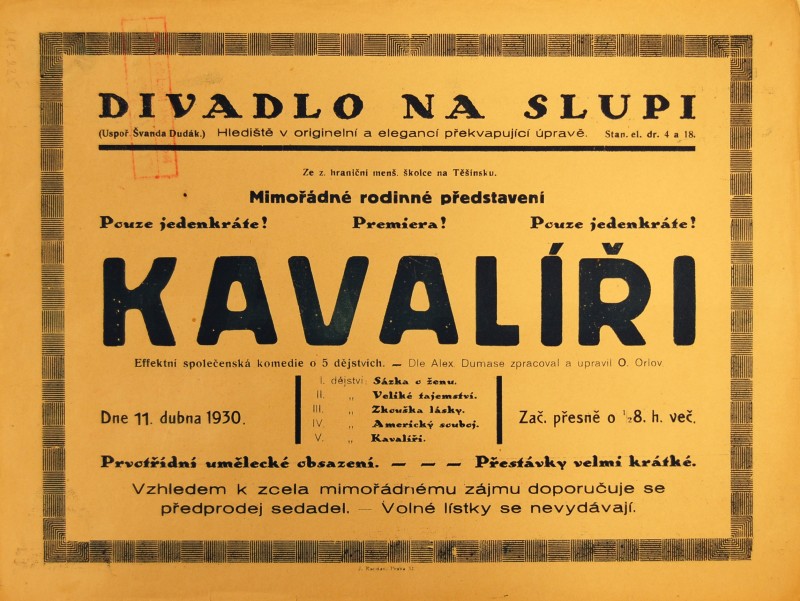 DIVADLO NA SLUPI
(Uspoř. Švanda Dudák.) Hlediště v originelní a elegancí překvapující úpravě. Stan. el. dr. 4 a 18.
Ze z. hraniční menš. školce na Těšínsku.
Mimořádné rodinné představení
Pouze jedenkráte! Premiera! Pouze jedenkráte!
KAVALÍŘI
Effektní společenská komedie o 5 dějstvích. — Dle Alex. Dumase zpracoval a upravil O. Orlov
I. dějství: Sázka o ženu.
II. „ Veliké tajemství.
III. „ Zkouška lásky.
IV. „ Americký souboj.
V. „ Kavalíři.
Dne 11. dubna 1930.
Zač. přesně o ½8. h. več.
Prvotřídní umělecké obsazení. — — — Přestávky velmi krátké.
Vzhledem k zcela mimořádnému zájmu doporučuje se
předprodej sedadel. — Volné lístky se nevydávají.